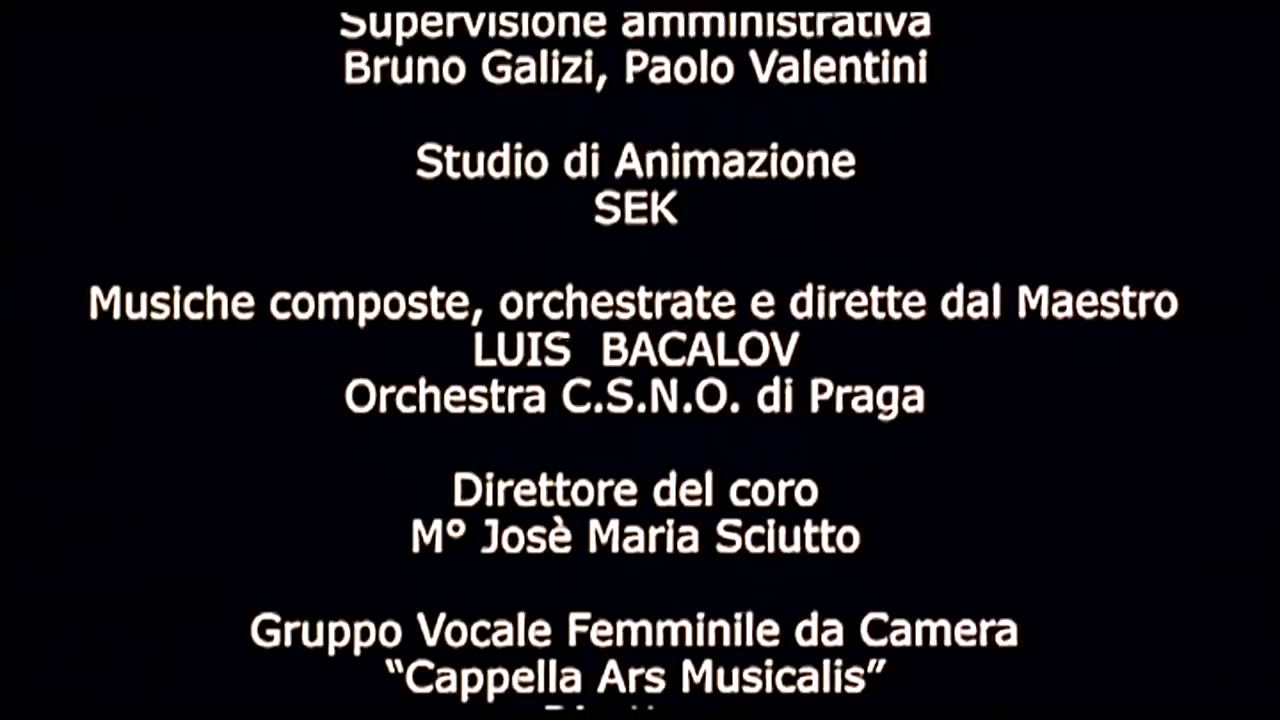 Supervisione amministrativa
Bruno Galizi, Paolo Valentini
Studio di Animazione
SEK
Musiche composte, orchestrate e dirette dal Maestro
LUIS BACALOV
Orchestra C.S.N.O. di Praga
Direttore del coro
M° Josè Maria Sciutto
Gruppo Vocale Femminile da Camera
“Cappella Ars Musicalis”